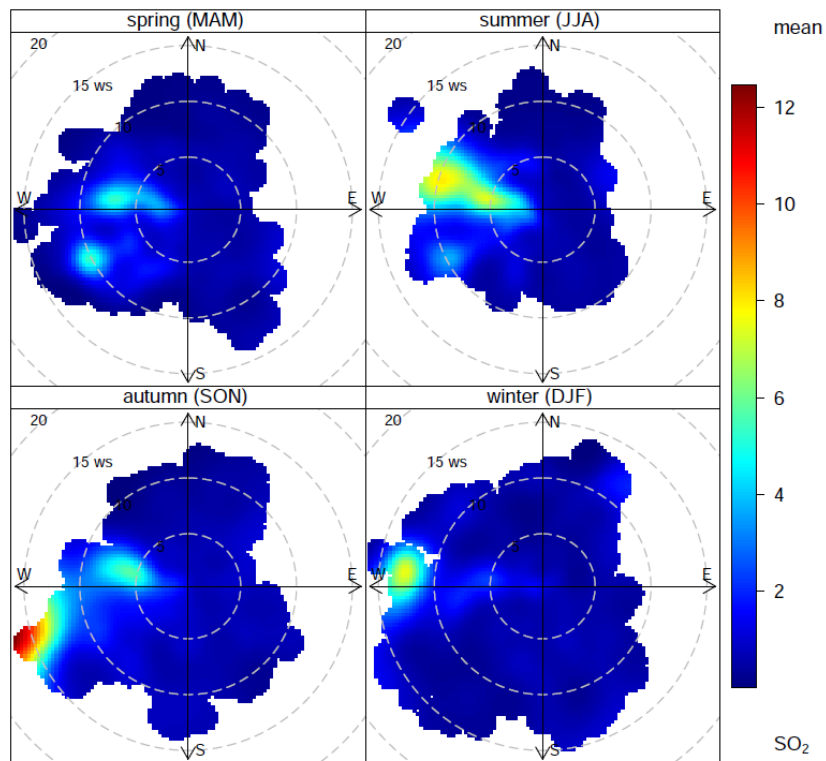 spring (MAM)
summer (JJA)
mean
20
N
15 ws
10
5
W
E
S
20
N
15 ws
10
5
W
E
S
12
10
8
6
4
2
autumn (SON)
winter (DJF)
20
N
15 ws
10
5
W
E
S
20
N
15 ws
10
5
W
E
S
SO₂